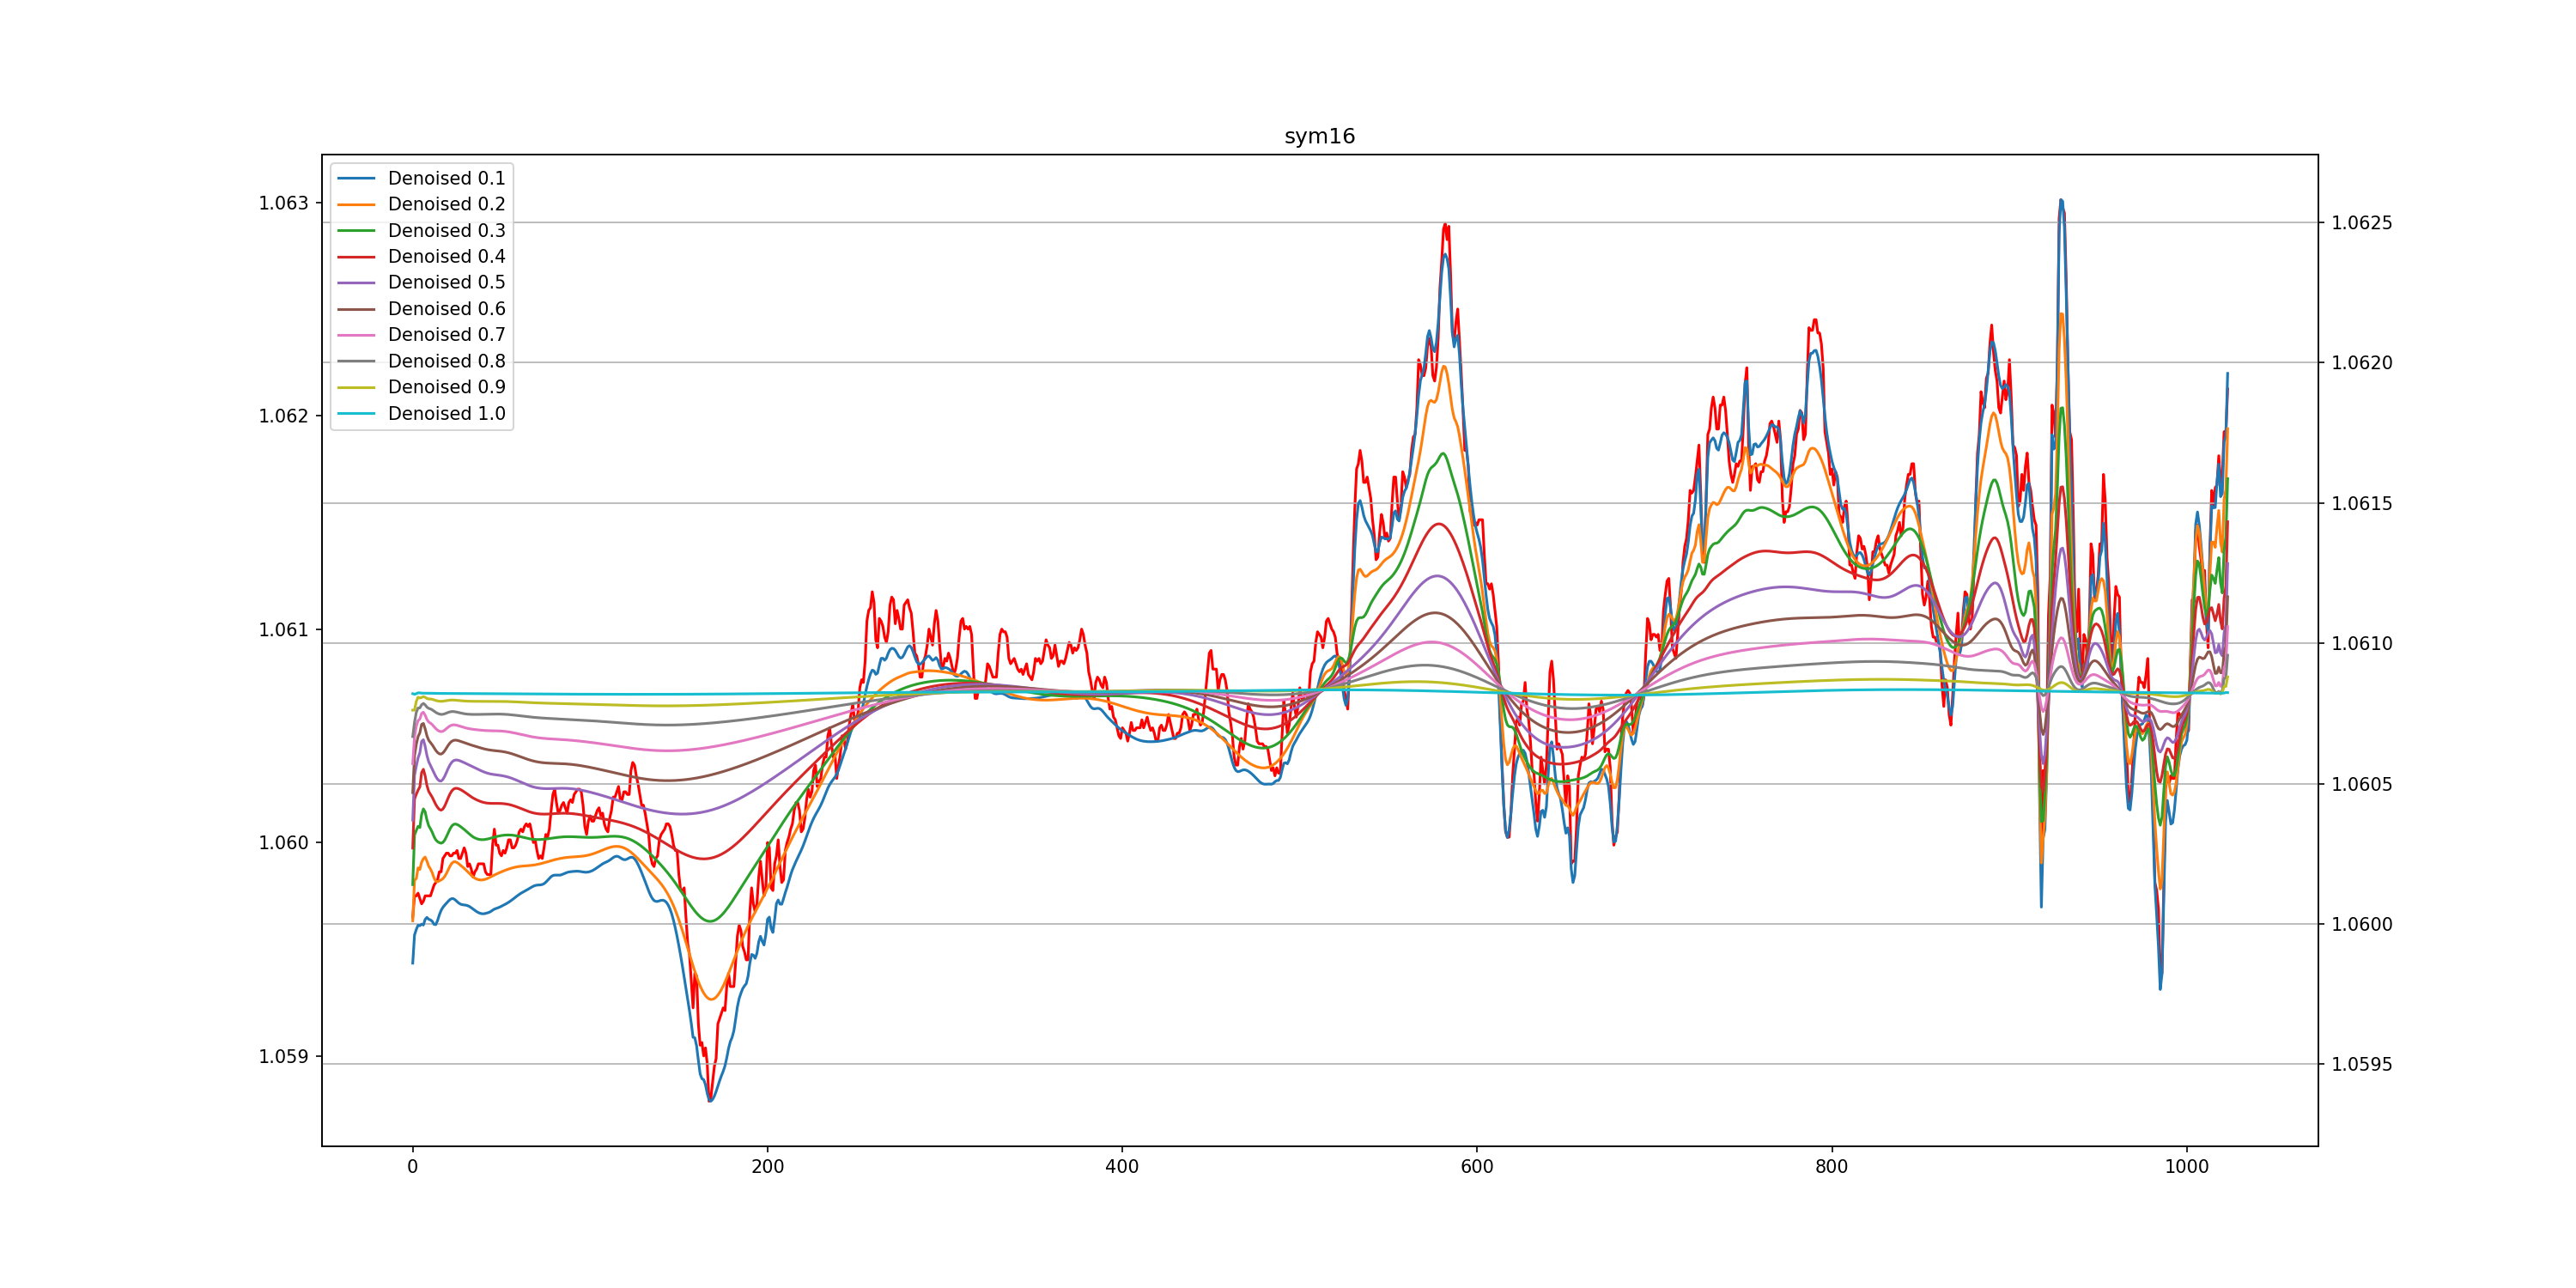 sym16
Denoised 0.1
Denoised 0.2
Denoised 0.3
Denoised 0.4
Denoised 0.5
Denoised 0.6
Denoised 0.7
Denoised 0.8
Denoised 0.9
Denoised 1.0
1.063
1.062
1.061
1.060
1.059
1.0625
1.0620
1.0615
1.0610
1.0605
1.0600
1.0595
0 200 400 600 800 1000